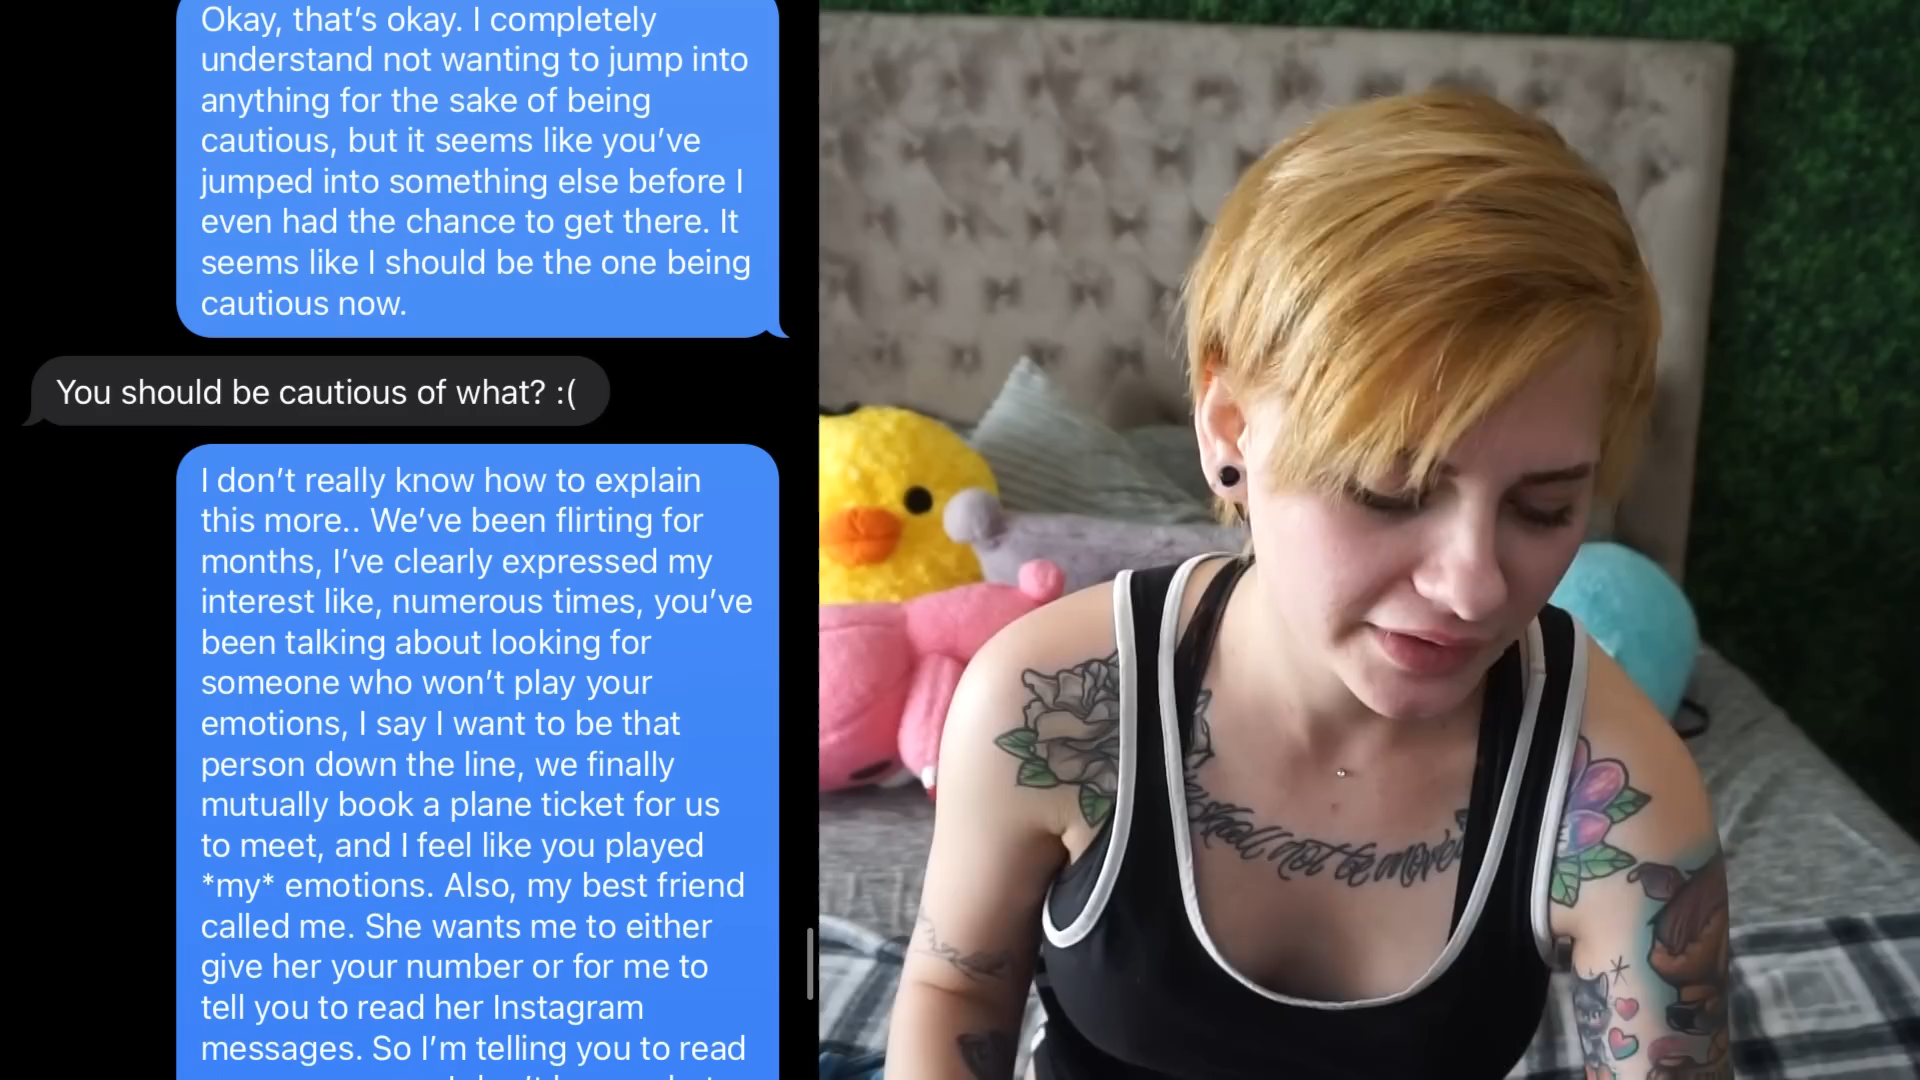 Okay, that’s okay. I completely
understand not wanting to jump into
anything for the sake of being
cautious, but it seems like you’ve
jumped into something else before I
even had the chance to get there. It
seems like I should be the one being
cautious now.
You should be cautious of what? :(
I don’t really know how to explain
this more.. We’ve been flirting for
months, I’ve clearly expressed my
interest like, numerous times, you’ve
been talking about looking for
someone who won’t play your
emotions, I say I want to be that
person down the line, we finally
mutually book a plane ticket for us
to meet, and I feel like you played
*my* emotions. Also, my best friend
called me. She wants me to either
give her your number or for me to
tell you to read her Instagram
messages. So I’m telling you to read
shall not be moved